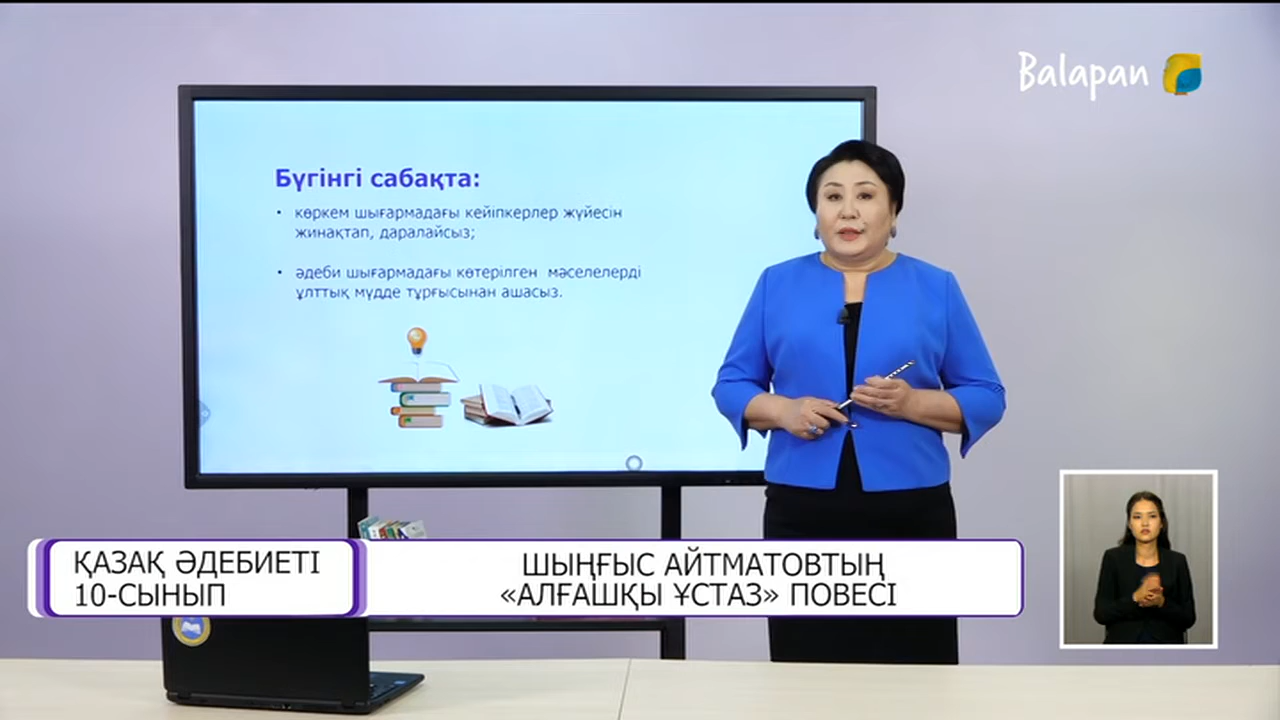 Balapan
Бүгінгі сабақта:
• көркем шығармадағы кейіпкерлер жүйесін
жинақтап, даралайсыз;
• әдеби шығармадағы көтерілген мәселелерді
ұлттық мүдде тұрғысынан ашасыз.
ҚАЗАҚ ӘДЕБИЕТІ
10-СЫНЫП
ШЫҢҒЫС АЙТМАТОВТЫҢ
«АЛҒАШҚЫ ҰСТАЗ» ПОВЕСІ